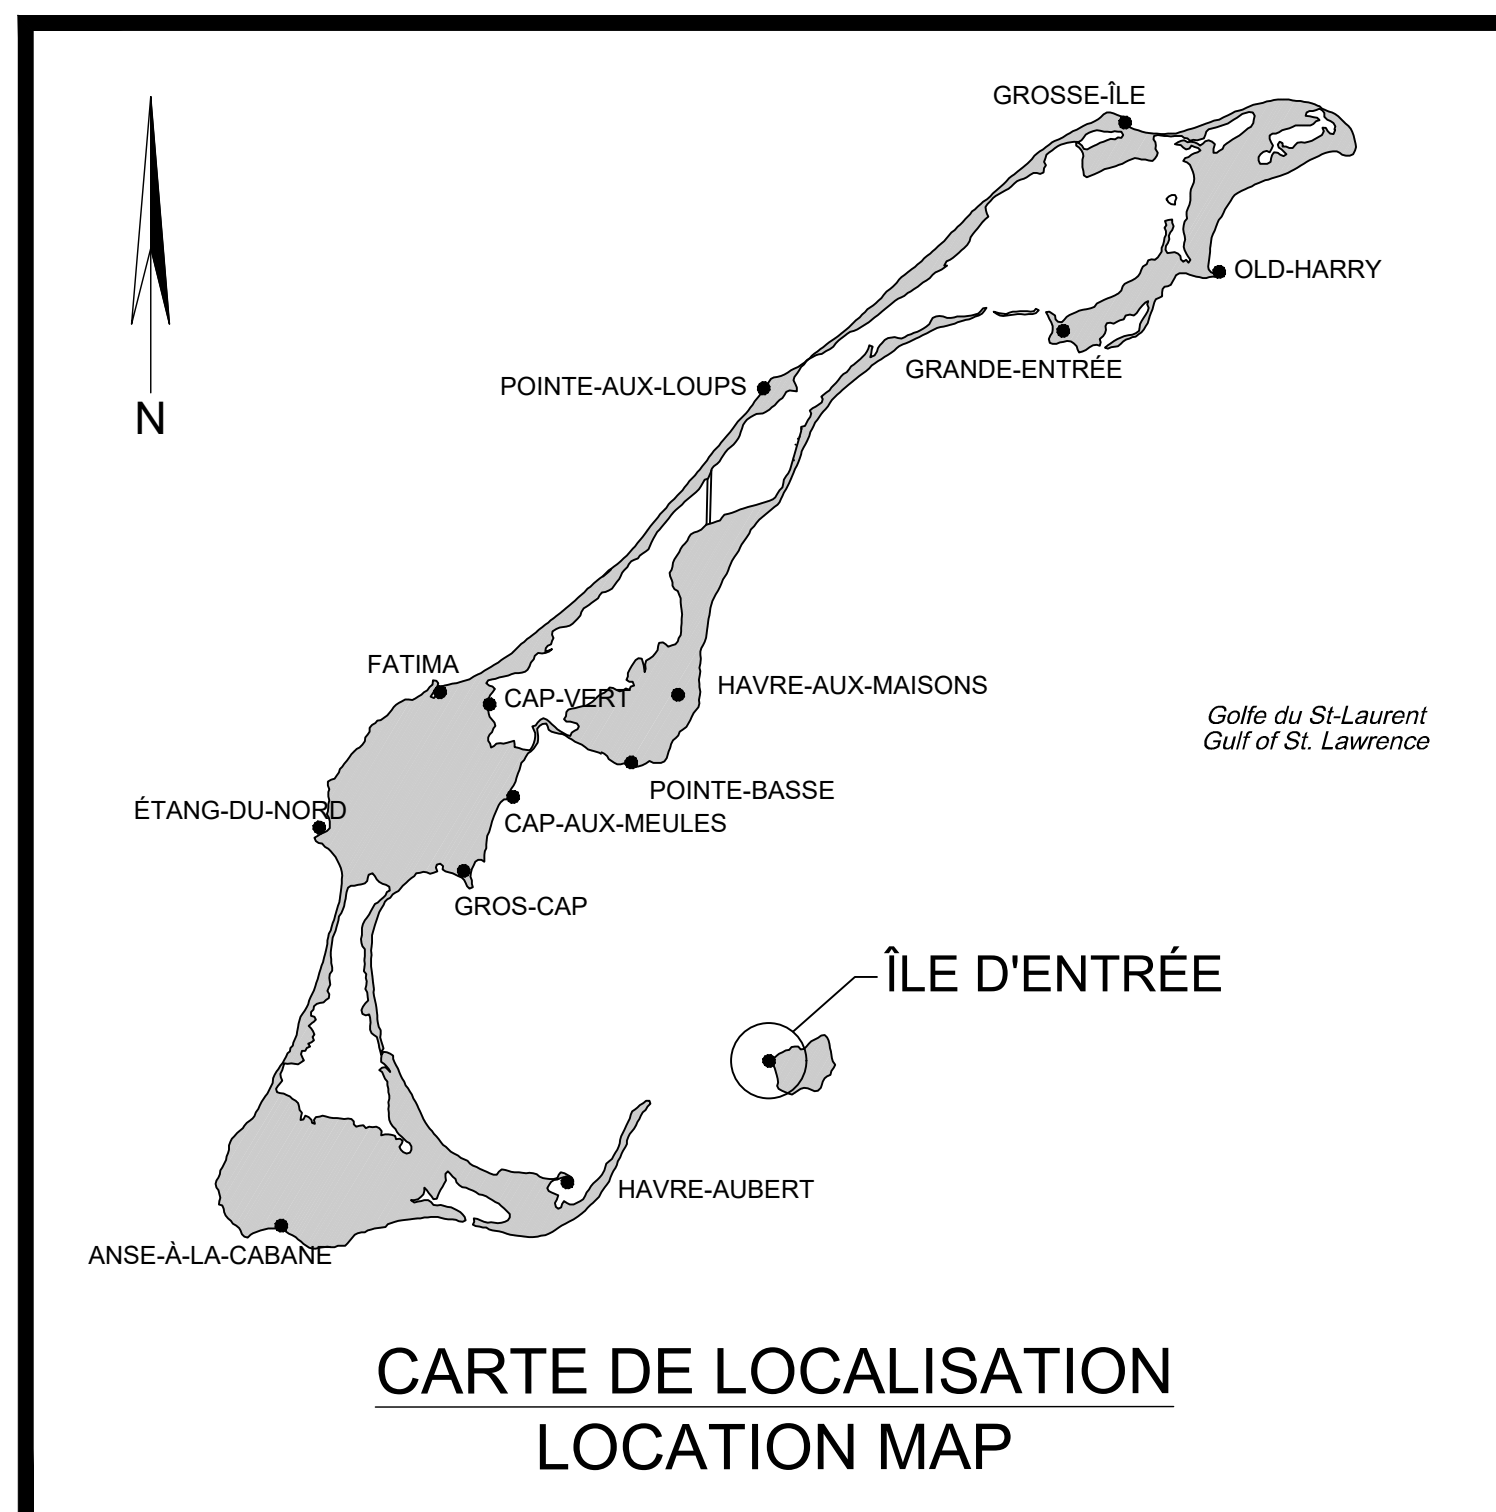 GROSSE-ÎLE
OLD-HARRY
GRANDE-ENTRÉE
POINTE-AUX-LOUPS
N
FATIMA
CAP-VERT
HAVRE-AUX-MAISONS
Golfe du St-Laurent
Gulf of St. Lawrence
POINTE-BASSE
ÉTANG-DU-NORD
CAP-AUX-MEULES
GROS-CAP
ÎLE D'ENTRÉE
HAVRE-AUBERT
ANSE-À-LA-CABANE
CARTE DE LOCALISATION
LOCATION MAP